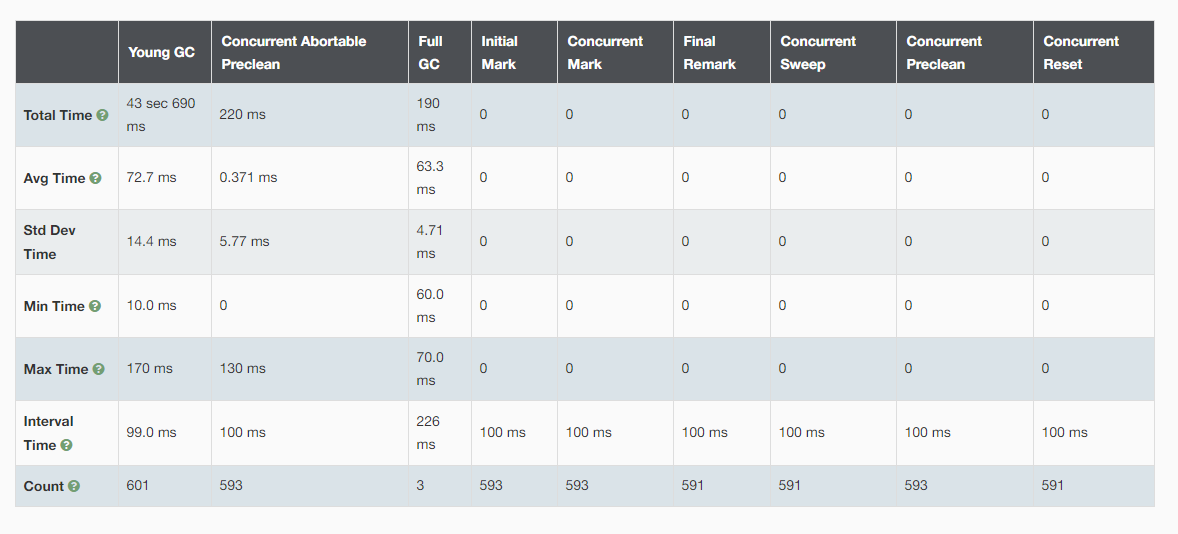 Young GC Concurrent Abortable Preclean Full GC Initial Mark Concurrent Mark Final Remark Concurrent Sweep Concurrent Preclean Concurrent Reset
Total Time 43 sec 690 ms 220 ms 190 ms 0 0 0 0 0 0
Avg Time 72.7 ms 0.371 ms 63.3 ms 0 0 0 0 0 0
Std Dev Time 14.4 ms 5.77 ms 4.71 ms 0 0 0 0 0 0
Min Time 10.0 ms 0 60.0 ms 0 0 0 0 0 0
Max Time 170 ms 130 ms 70.0 ms 0 0 0 0 0 0
Interval Time 99.0 ms 100 ms 226 ms 100 ms 100 ms 100 ms 100 ms 100 ms 100 ms
Count 601 593 3 593 593 591 591 593 591